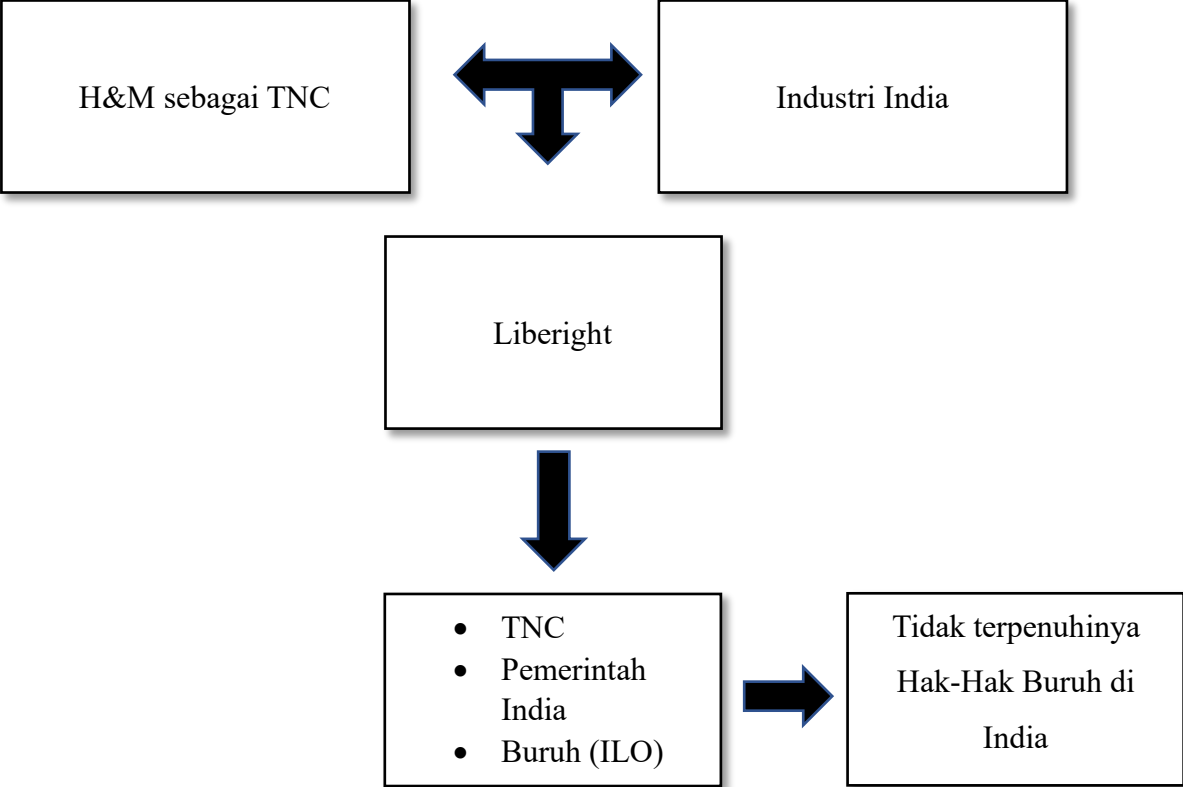 H&M sebagai TNC
Industri India
Liberight
• TNC
• Pemerintah
India
• Buruh (ILO)
Tidak terpenuhinya
Hak-Hak Buruh di
India